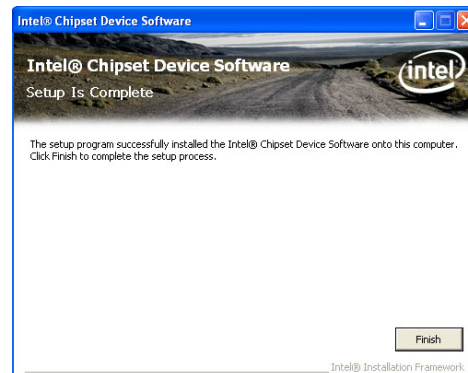 Intel® Chipset Device Software
Intel® Chipset Device Software
Setup Is Complete
intel
The setup program successfully installed the Intel® Chipset Device Software onto this computer.
Click Finish to complete the setup process.
Finish
Intel® Installation Framework